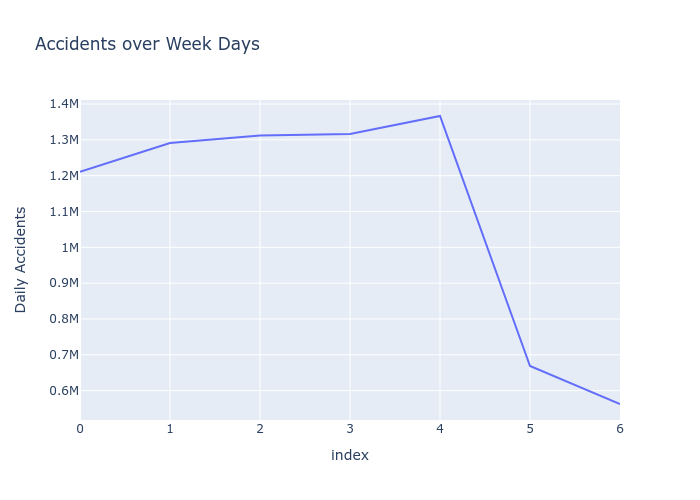 Accidents over Week Days
1.4M
1.3M
1.2M
1.1M
1M
0.9M
0.8M
0.7M
0.6M
Daily Accidents
0 1 2 3 4 5 6
index